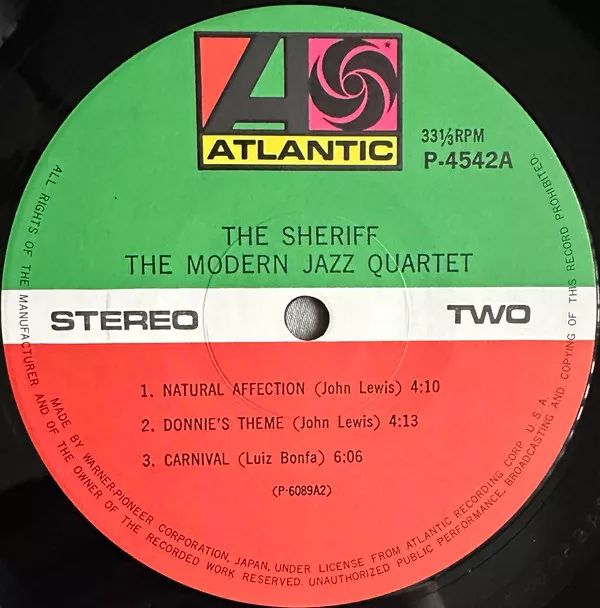 ATLANTIC
33⅓RPM
P-4542A
THE SHERIFF
THE MODERN JAZZ QUARTET
STEREO
TWO
1. NATURAL AFFECTION (John Lewis) 4:10
2. DONNIE'S THEME (John Lewis) 4:13
3. CARNIVAL (Luiz Bonfa) 6:06
(P-6089A2)
ALL RIGHTS OF THE MANUFACTURER AND OF THE OWNER OF THE RECORDED WORK RESERVED. UNAUTHORIZED PUBLIC PERFORMANCE, BROADCASTING AND COPYING OF THIS RECORD PROHIBITED.
MADE BY WARNER-PIONEER CORPORATION, JAPAN, UNDER LICENSE FROM ATLANTIC RECORDING CORP. U.S.A.